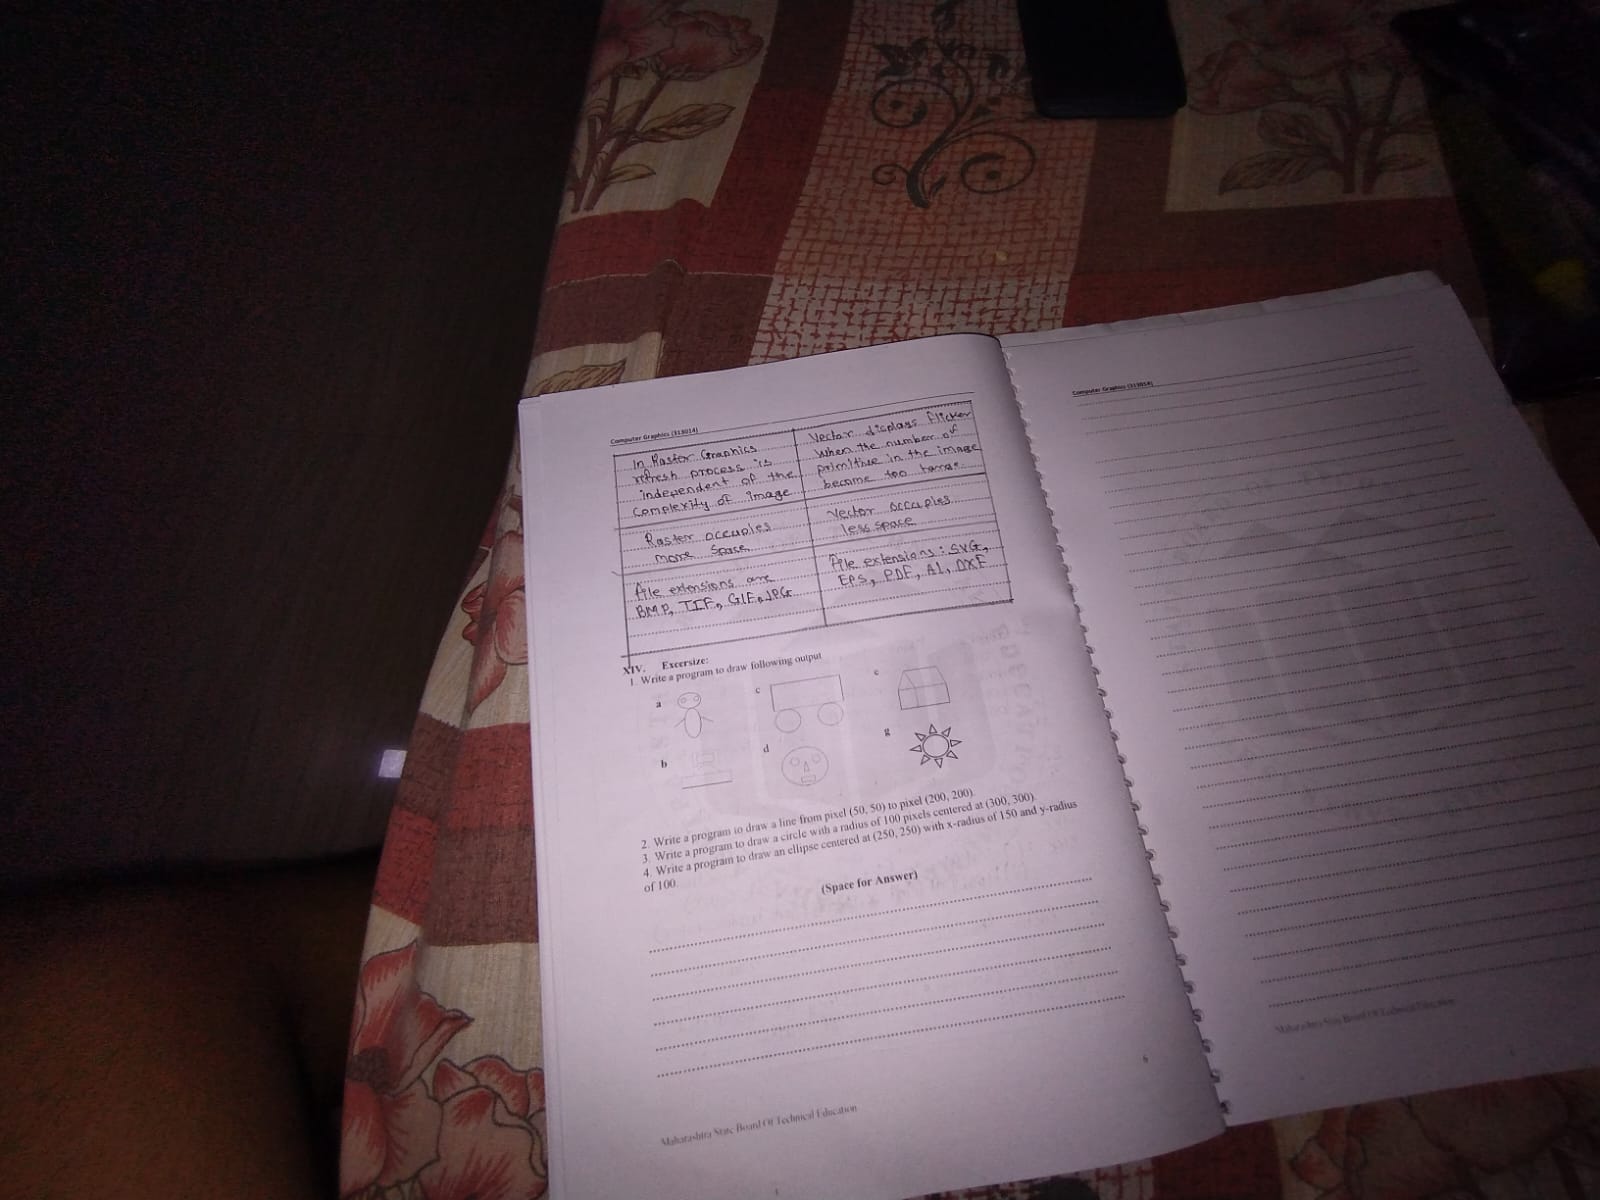 Computer Graphics (313014)
In Raster Graphics
refresh process is
independent of the
complexity of image
Vector displays flicker
when the number of
primitive in the image
become too
Raster occupies
more space
Vector occupies
less space
File extensions are
BMP, TIF, GIF, JPG
File extensions: SVG,
EPS, PDF, AI, DXF
XIV. Excersize:
1. Write a program to draw following output
a
c
e
b
d
g
2. Write a program to draw a line from pixel (50, 50) to pixel (200, 200).
3. Write a program to draw a circle with a radius of 100 pixels centered at (300, 300).
4. Write a program to draw an ellipse centered at (250, 250) with x-radius of 150 and y-radius
of 100.
(Space for Answer)
6
Maharashtra State Board Of Technical Education
Computer Graphics (313014)
Maharashtra State Board Of Technical Education